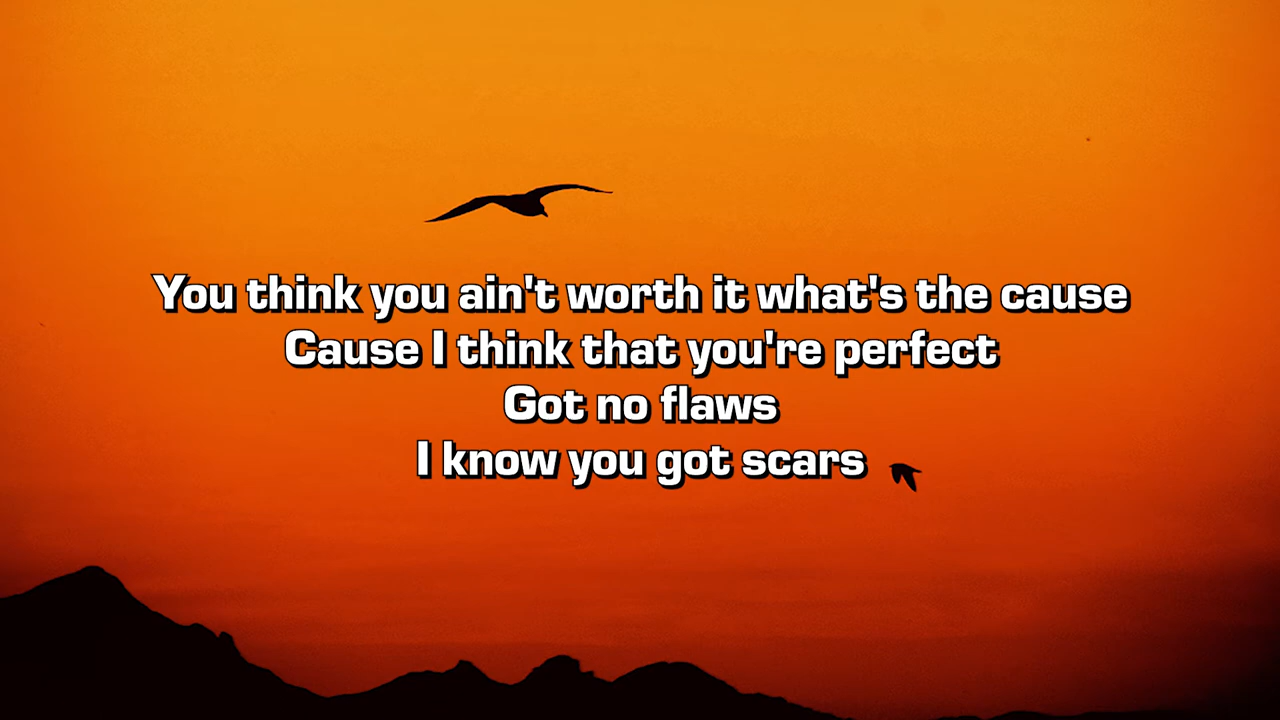 You think you ain't worth it what's the cause
Cause I think that you're perfect
Got no flaws
I know you got scars